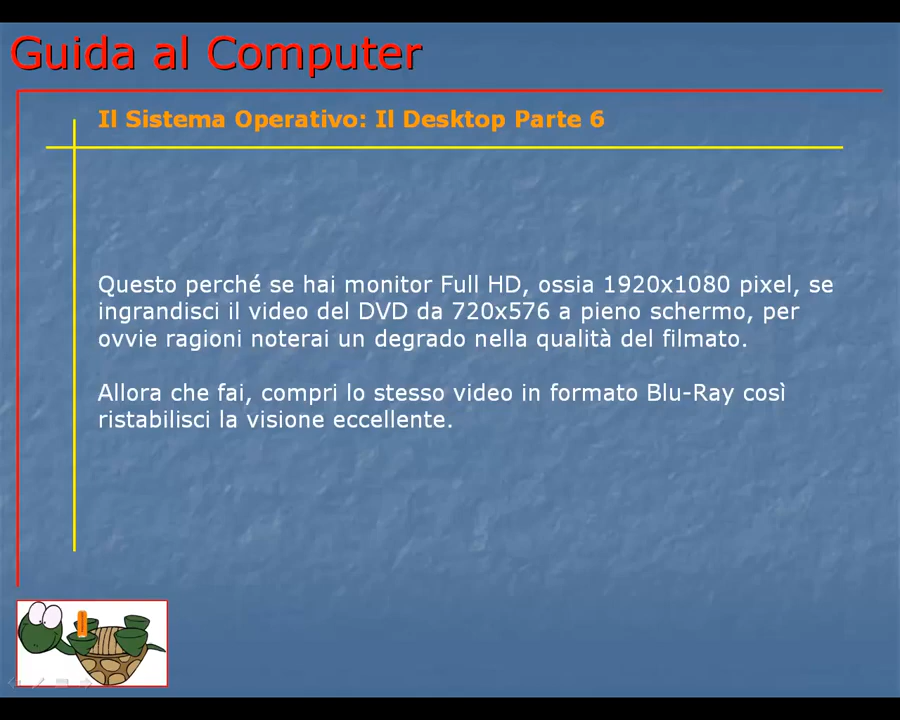 Guida al Computer
Il Sistema Operativo: Il Desktop Parte 6
Questo perché se hai monitor Full HD, ossia 1920x1080 pixel, se
ingrandisci il video del DVD da 720x576 a pieno schermo, per
ovvie ragioni noterai un degrado nella qualità del filmato.
Allora che fai, compri lo stesso video in formato Blu-Ray così
ristabilisci la visione eccellente.